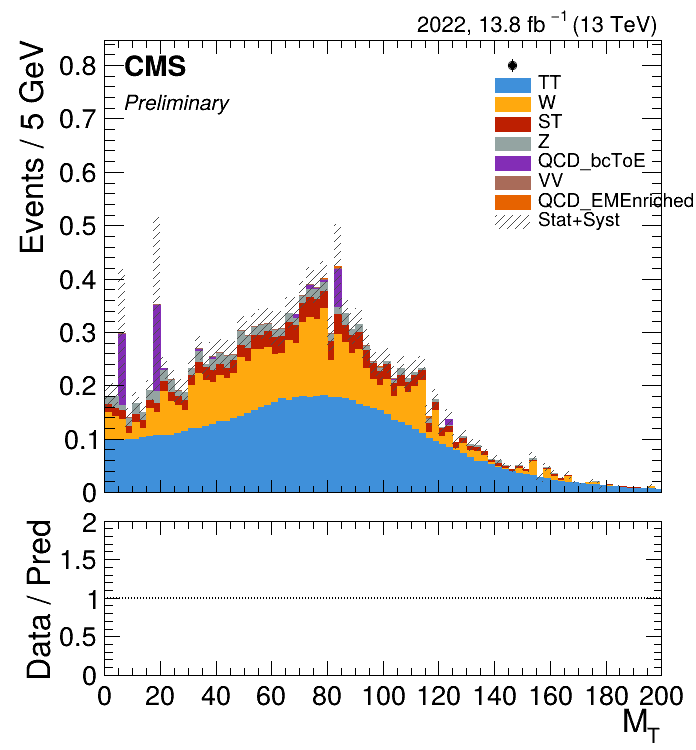 2022, 13.8 fb⁻¹ (13 TeV)
CMS
Preliminary
TT
W
ST
Z
QCD_bcToE
VV
QCD_EMEnriched
Stat+Syst
Events / 5 GeV
0.8
0.7
0.6
0.5
0.4
0.3
0.2
0.1
0
Data / Pred
2
1.5
1
0.5
0
0 20 40 60 80 100 120 140 160 180 200
M_T